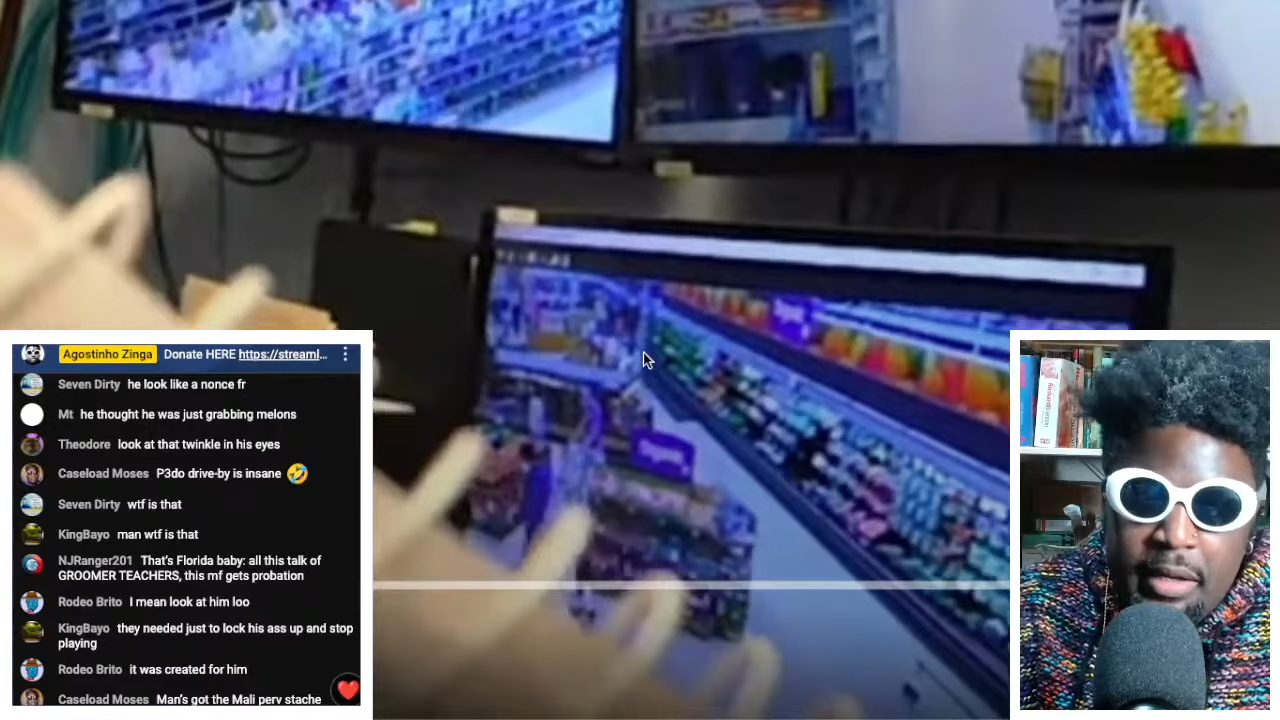 Agostinho Zinga Donate HERE https://streaml...
Seven Dirty he look like a nonce fr
Mt he thought he was just grabbing melons
Theodore look at that twinkle in his eyes
Caseload Moses P3do drive-by is insane 🤣
Seven Dirty wtf is that
KingBayo man wtf is that
NJRanger201 That's Florida baby: all this talk of
GROOMER TEACHERS, this mf gets probation
Rodeo Brito I mean look at him loo
KingBayo they needed just to lock his ass up and stop
playing
Rodeo Brito it was created for him
Caseload Moses Man's got the Mali perv stache